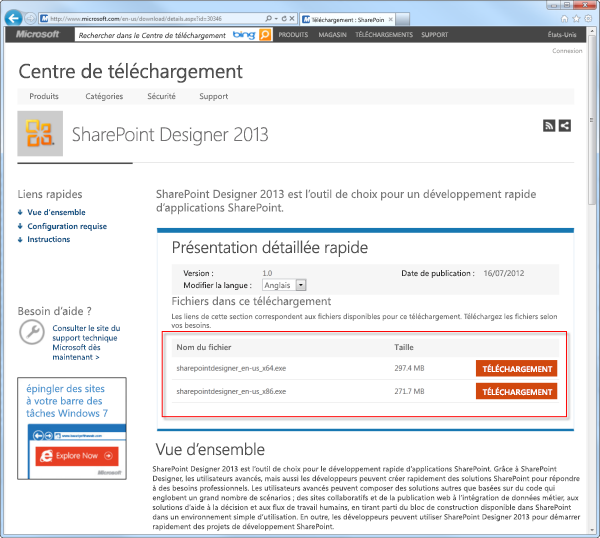 http://www.microsoft.com/en-us/download/details.aspx?id=30346
Téléchargement : SharePoin
Microsoft
Rechercher dans le Centre de téléchargement
bing
PRODUITS
MAGASIN
TÉLÉCHARGEMENTS
SUPPORT
États-Unis
Connexion
Centre de téléchargement
Produits
Catégories
Sécurité
Support
SharePoint Designer 2013
Liens rapides
Vue d'ensemble
Configuration requise
Instructions
Besoin d'aide ?
Consulter le site du
support technique
Microsoft dès
maintenant >
épingler des sites
à votre barre des
tâches Windows 7
Explore Now
Microsoft
SharePoint Designer 2013 est l'outil de choix pour un développement rapide
d'applications SharePoint.
Présentation détaillée rapide
Version : 1.0 Date de publication : 16/07/2012
Modifier la langue : Anglais
Fichiers dans ce téléchargement
Les liens de cette section correspondent aux fichiers disponibles pour ce téléchargement. Téléchargez les fichiers selon
vos besoins.
Nom du fichier Taille
sharepointdesigner_en-us_x64.exe 297.4 MB TÉLÉCHARGEMENT
sharepointdesigner_en-us_x86.exe 271.7 MB TÉLÉCHARGEMENT
Vue d'ensemble
SharePoint Designer 2013 est l'outil de choix pour le développement rapide d'applications SharePoint. Grâce à SharePoint
Designer, les utilisateurs avancés, mais aussi les développeurs peuvent créer rapidement des solutions SharePoint pour répondre
à des besoins professionnels. Les utilisateurs avancés peuvent composer des solutions autres que basées sur du code qui
englobent un grand nombre de scénarios ; des sites collaboratifs et de la publication web à l'intégration de données métier, aux
solutions d'aide à la décision et aux flux de travail humains, en tirant parti du bloc de construction disponible dans SharePoint
dans un environnement simple d'utilisation. En outre, les développeurs peuvent utiliser SharePoint Designer 2013 pour démarrer
rapidement des projets de développement SharePoint.